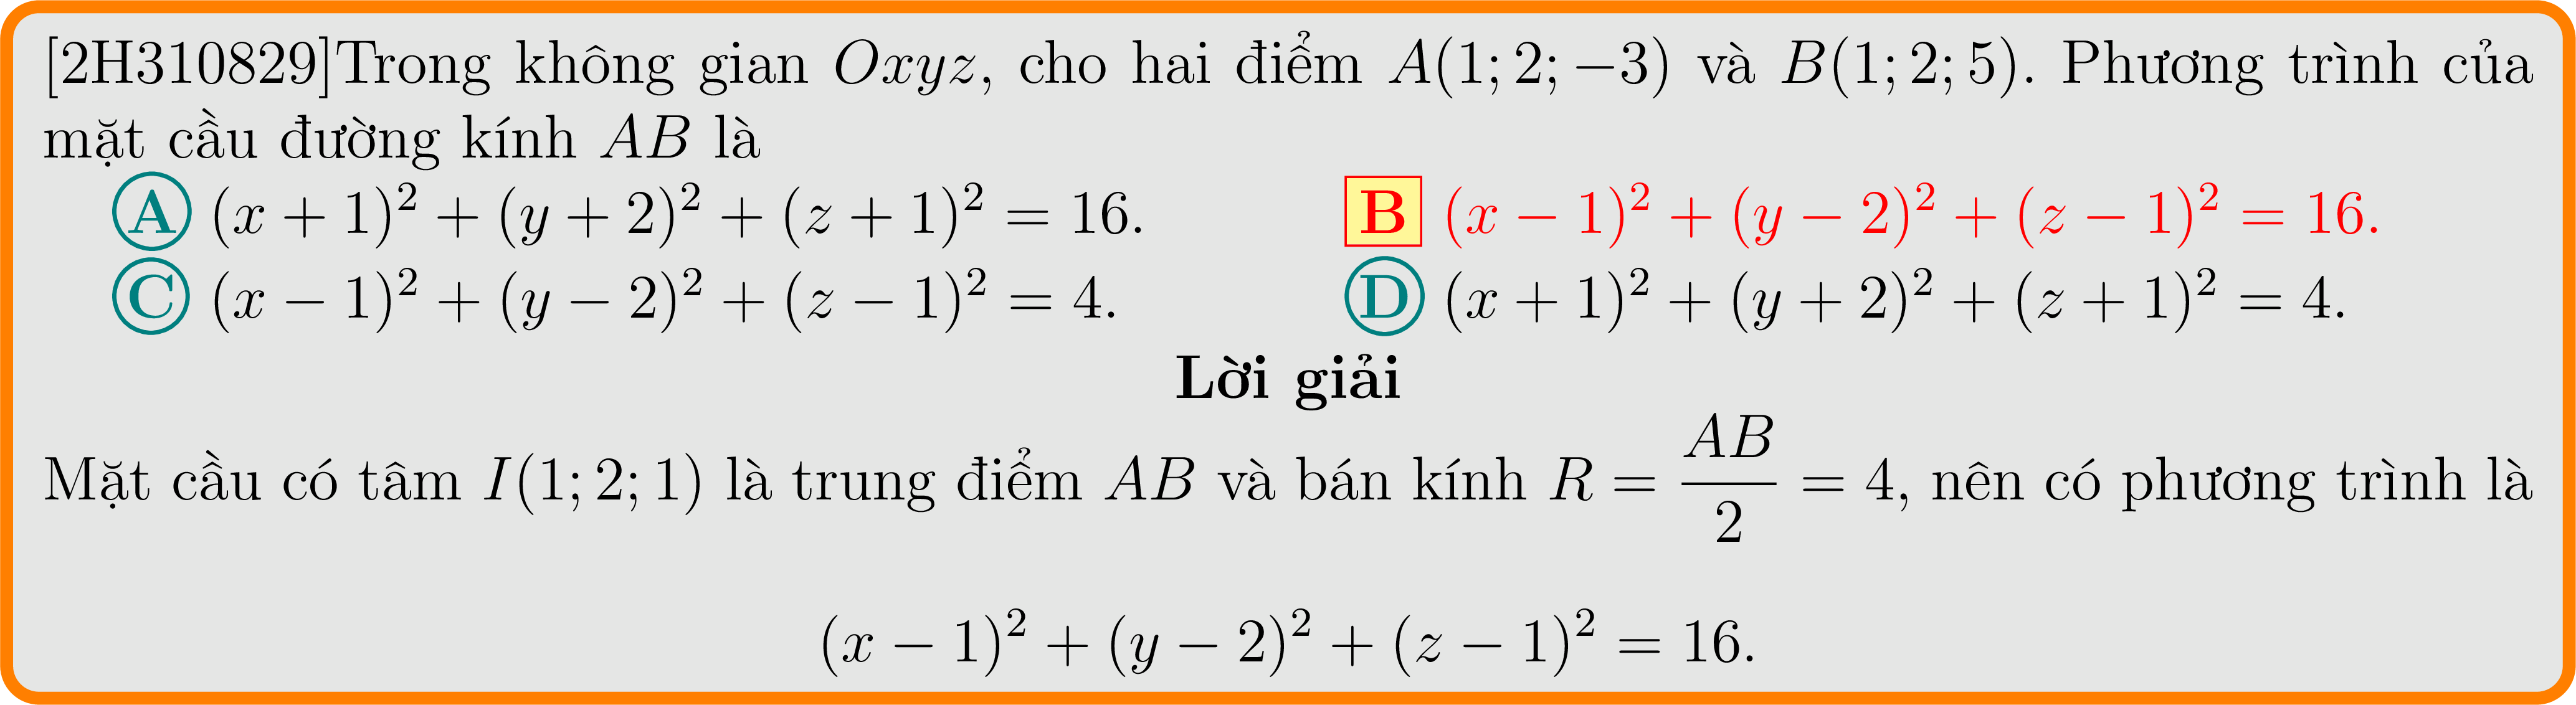 [2H310829]Trong không gian Oxyz, cho hai điểm A(1; 2; −3) và B(1; 2; 5). Phương trình của
mặt cầu đường kính AB là
A (x + 1)² + (y + 2)² + (z + 1)² = 16. B (x − 1)² + (y − 2)² + (z − 1)² = 16.
C (x − 1)² + (y − 2)² + (z − 1)² = 4. D (x + 1)² + (y + 2)² + (z + 1)² = 4.
Lời giải
Mặt cầu có tâm I(1; 2; 1) là trung điểm AB và bán kính R = AB/2 = 4, nên có phương trình là
(x − 1)² + (y − 2)² + (z − 1)² = 16.